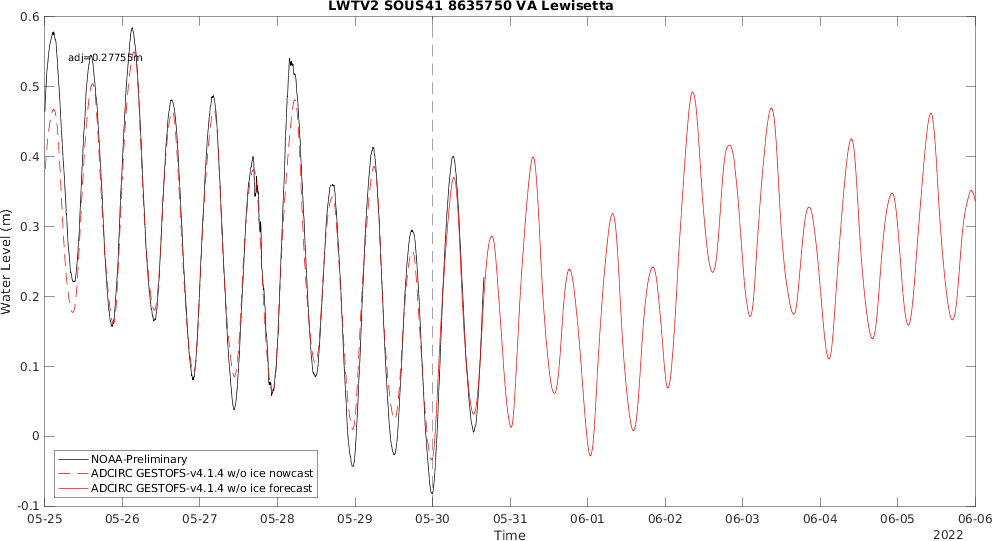 LWTV2 SOUS41 8635750 VA Lewisetta
0.6
0.5
0.4
0.3
0.2
0.1
0
-0.1
Water Level (m)
adj=0.27755m
NOAA-Preliminary
ADCIRC GESTOFS-v4.1.4 w/o ice nowcast
ADCIRC GESTOFS-v4.1.4 w/o ice forecast
05-25 05-26 05-27 05-28 05-29 05-30 05-31 06-01 06-02 06-03 06-04 06-05 06-06
Time
2022